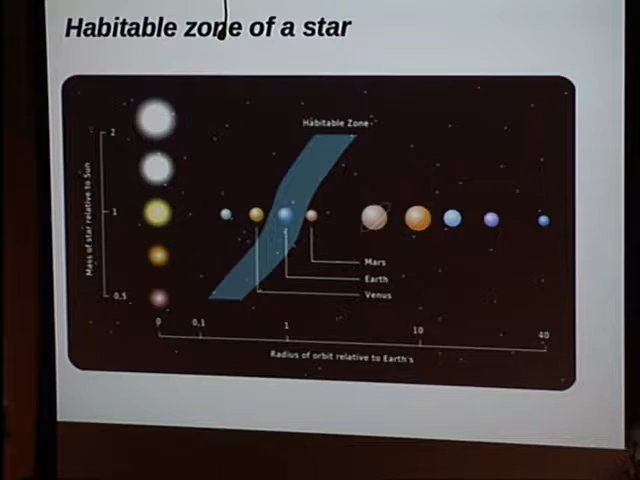 Habitable zone of a star
Habitable Zone
2
Mass of star relative to Sun
1
Mars
Earth
Venus
0.5
0
0,1
1
10
40
Radius of orbit relative to Earth's